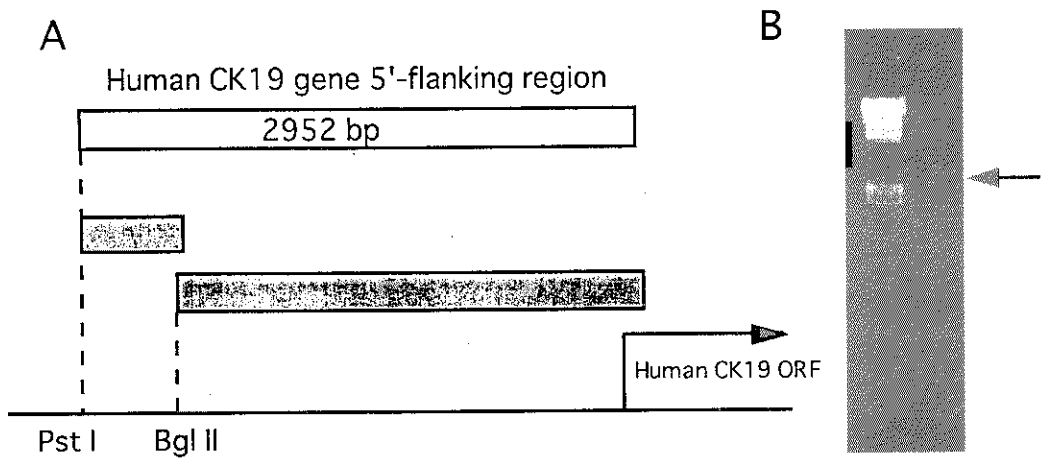 A
B
Human CK19 gene 5'-flanking region
2952 bp
Human CK19 ORF
Pst I
Bgl II